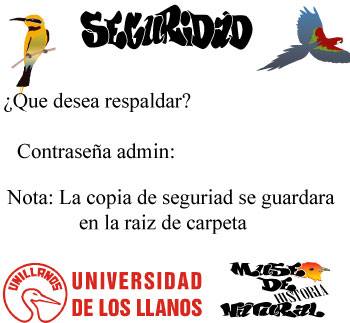 SEGURIDAD
¿Que desea respaldar?
Contraseña admin:
Nota: La copia de seguriad se guardara
en la raiz de carpeta
UNILLANOS
UNIVERSIDAD
DE LOS LLANOS
MUSEO
DE
HISTORIA
NATURAL